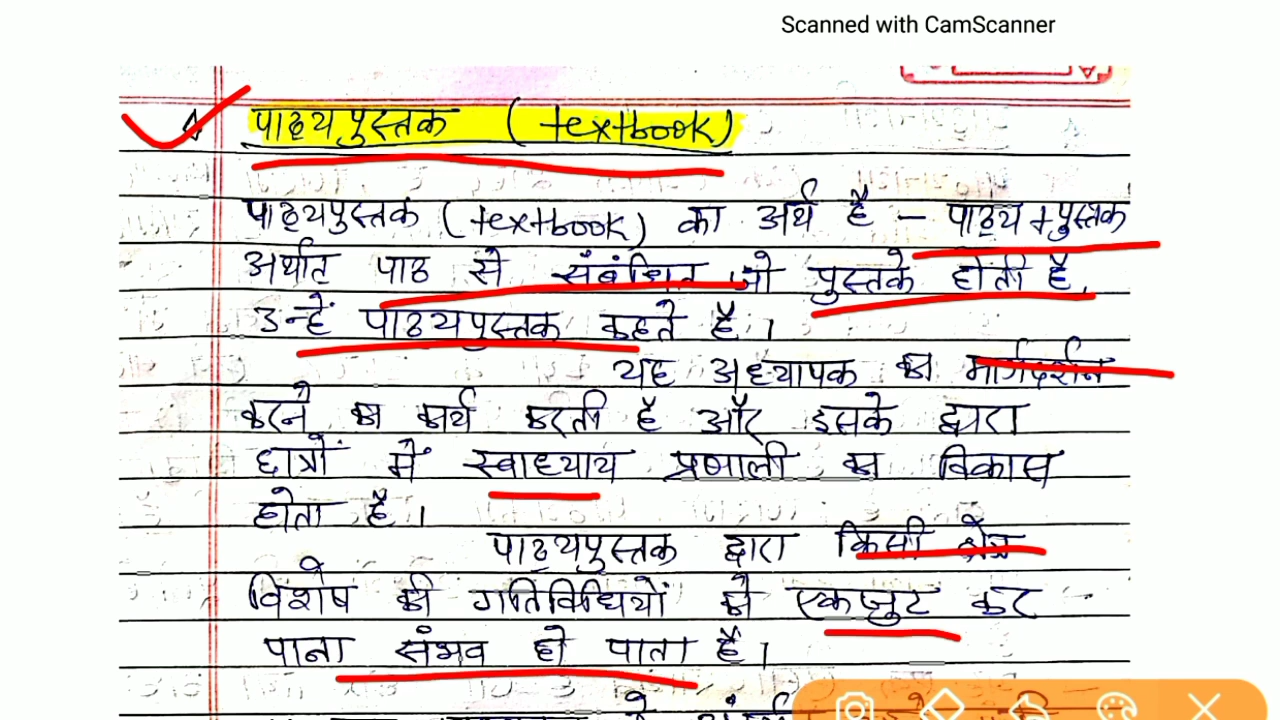 Scanned with CamScanner
पाठ्यपुस्तक (textbook)
पाठ्यपुस्तक (textbook) का अर्थ है – पाठ्य + पुस्तक
अर्थात पाठ से संबंधित जो पुस्तके होती है,
उन्हें पाठ्यपुस्तक कहते है।
यह अध्यापक का मार्गदर्शन
करने का कार्य करती है और इसके द्वारा
छात्रों में स्वाध्याय प्रणाली का विकास
होता है।
पाठ्यपुस्तक द्वारा किसी क्षेत्र
विशेष की गतिविधियों को एकजुट कर
पाना संभव हो पाता है।